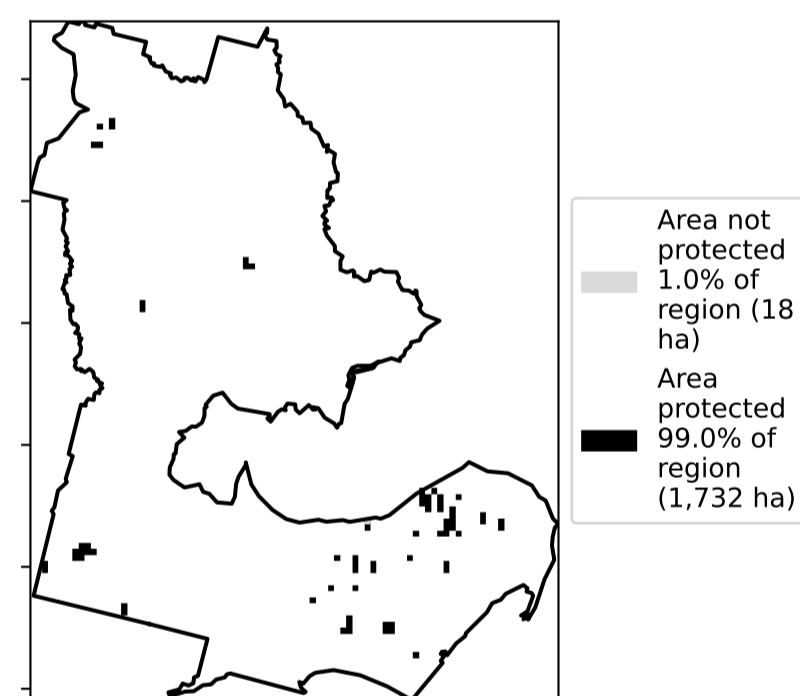 Area not
protected
1.0% of
region (18
ha)
Area
protected
99.0% of
region
(1,732 ha)